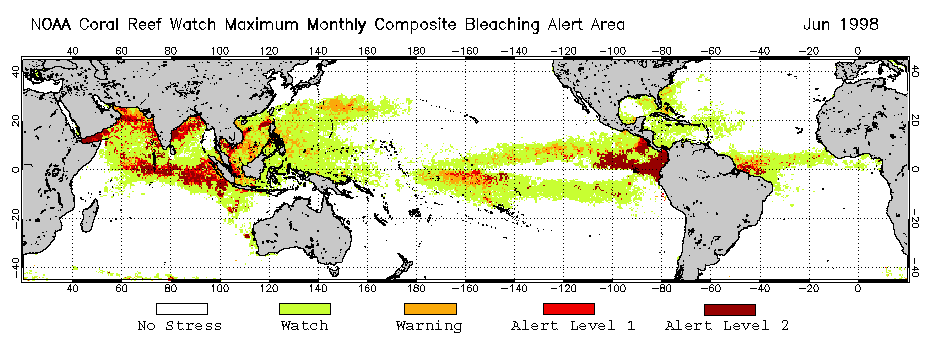 NOAA Coral Reef Watch Maximum Monthly Composite Bleaching Alert Area Jun 1998
40 60 80 100 120 140 160 180 -160 -140 -120 -100 -80 -60 -40 -20 0
40 40
20 20
0 0
-20 -20
-40 -40
40 60 80 100 120 140 160 180 -160 -140 -120 -100 -80 -60 -40 -20 0
No Stress Watch Warning Alert Level 1 Alert Level 2